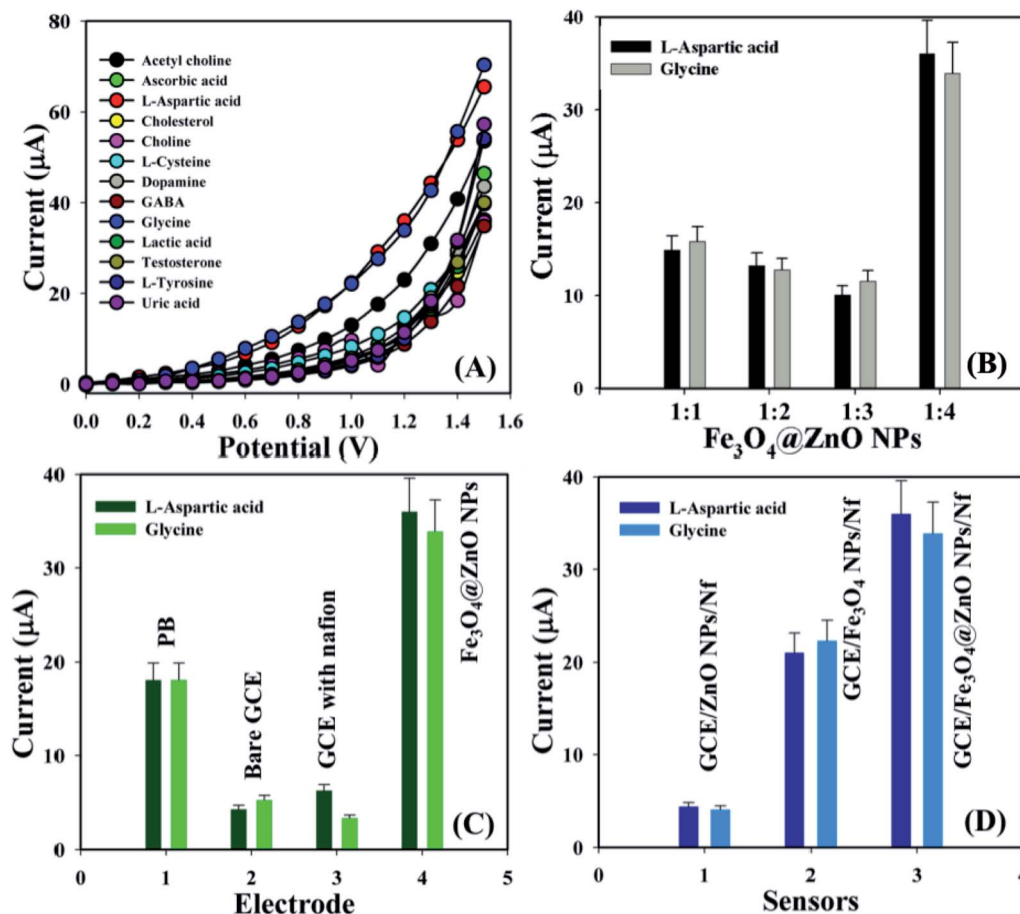 Current (µA)
80
60
40
20
0
Acetyl choline
Ascorbic acid
L-Aspartic acid
Cholesterol
Choline
L-Cysteine
Dopamine
GABA
Glycine
Lactic acid
Testosterone
L-Tyrosine
Uric acid
(A)
0.0 0.2 0.4 0.6 0.8 1.0 1.2 1.4 1.6
Potential (V)
Current (µA)
40
30
20
10
0
L-Aspartic acid
Glycine
(B)
1:1 1:2 1:3 1:4
Fe₃O₄@ZnO NPs
Current (µA)
40
30
20
10
0
L-Aspartic acid
Glycine
PB
Bare GCE
GCE with nafion
Fe₃O₄@ZnO NPs
(C)
0 1 2 3 4 5
Electrode
Current (µA)
40
30
20
10
0
L-Aspartic acid
Glycine
GCE/ZnO NPs/Nf
GCE/Fe₃O₄ NPs/Nf
GCE/Fe₃O₄@ZnO NPs/Nf
(D)
0 1 2 3 4
Sensors